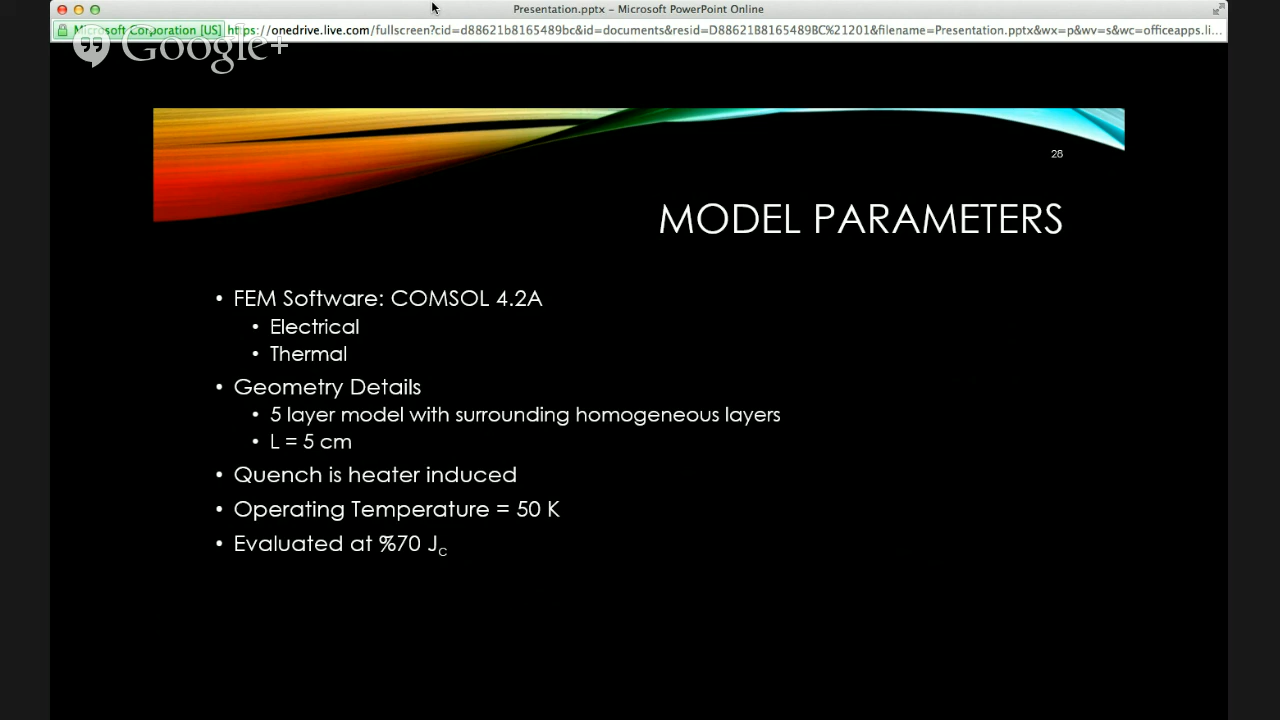 Presentation.pptx – Microsoft PowerPoint Online
Microsoft Corporation [US] https://onedrive.live.com/fullscreen?cid=d88621b8165489bc&id=documents&resid=D88621B8165489BC%21201&filename=Presentation.pptx&wx=p&wv=s&wc=officeapps.li...
Google+
28
MODEL PARAMETERS
• FEM Software: COMSOL 4.2A
• Electrical
• Thermal
• Geometry Details
• 5 layer model with surrounding homogeneous layers
• L = 5 cm
• Quench is heater induced
• Operating Temperature = 50 K
• Evaluated at %70 Jc